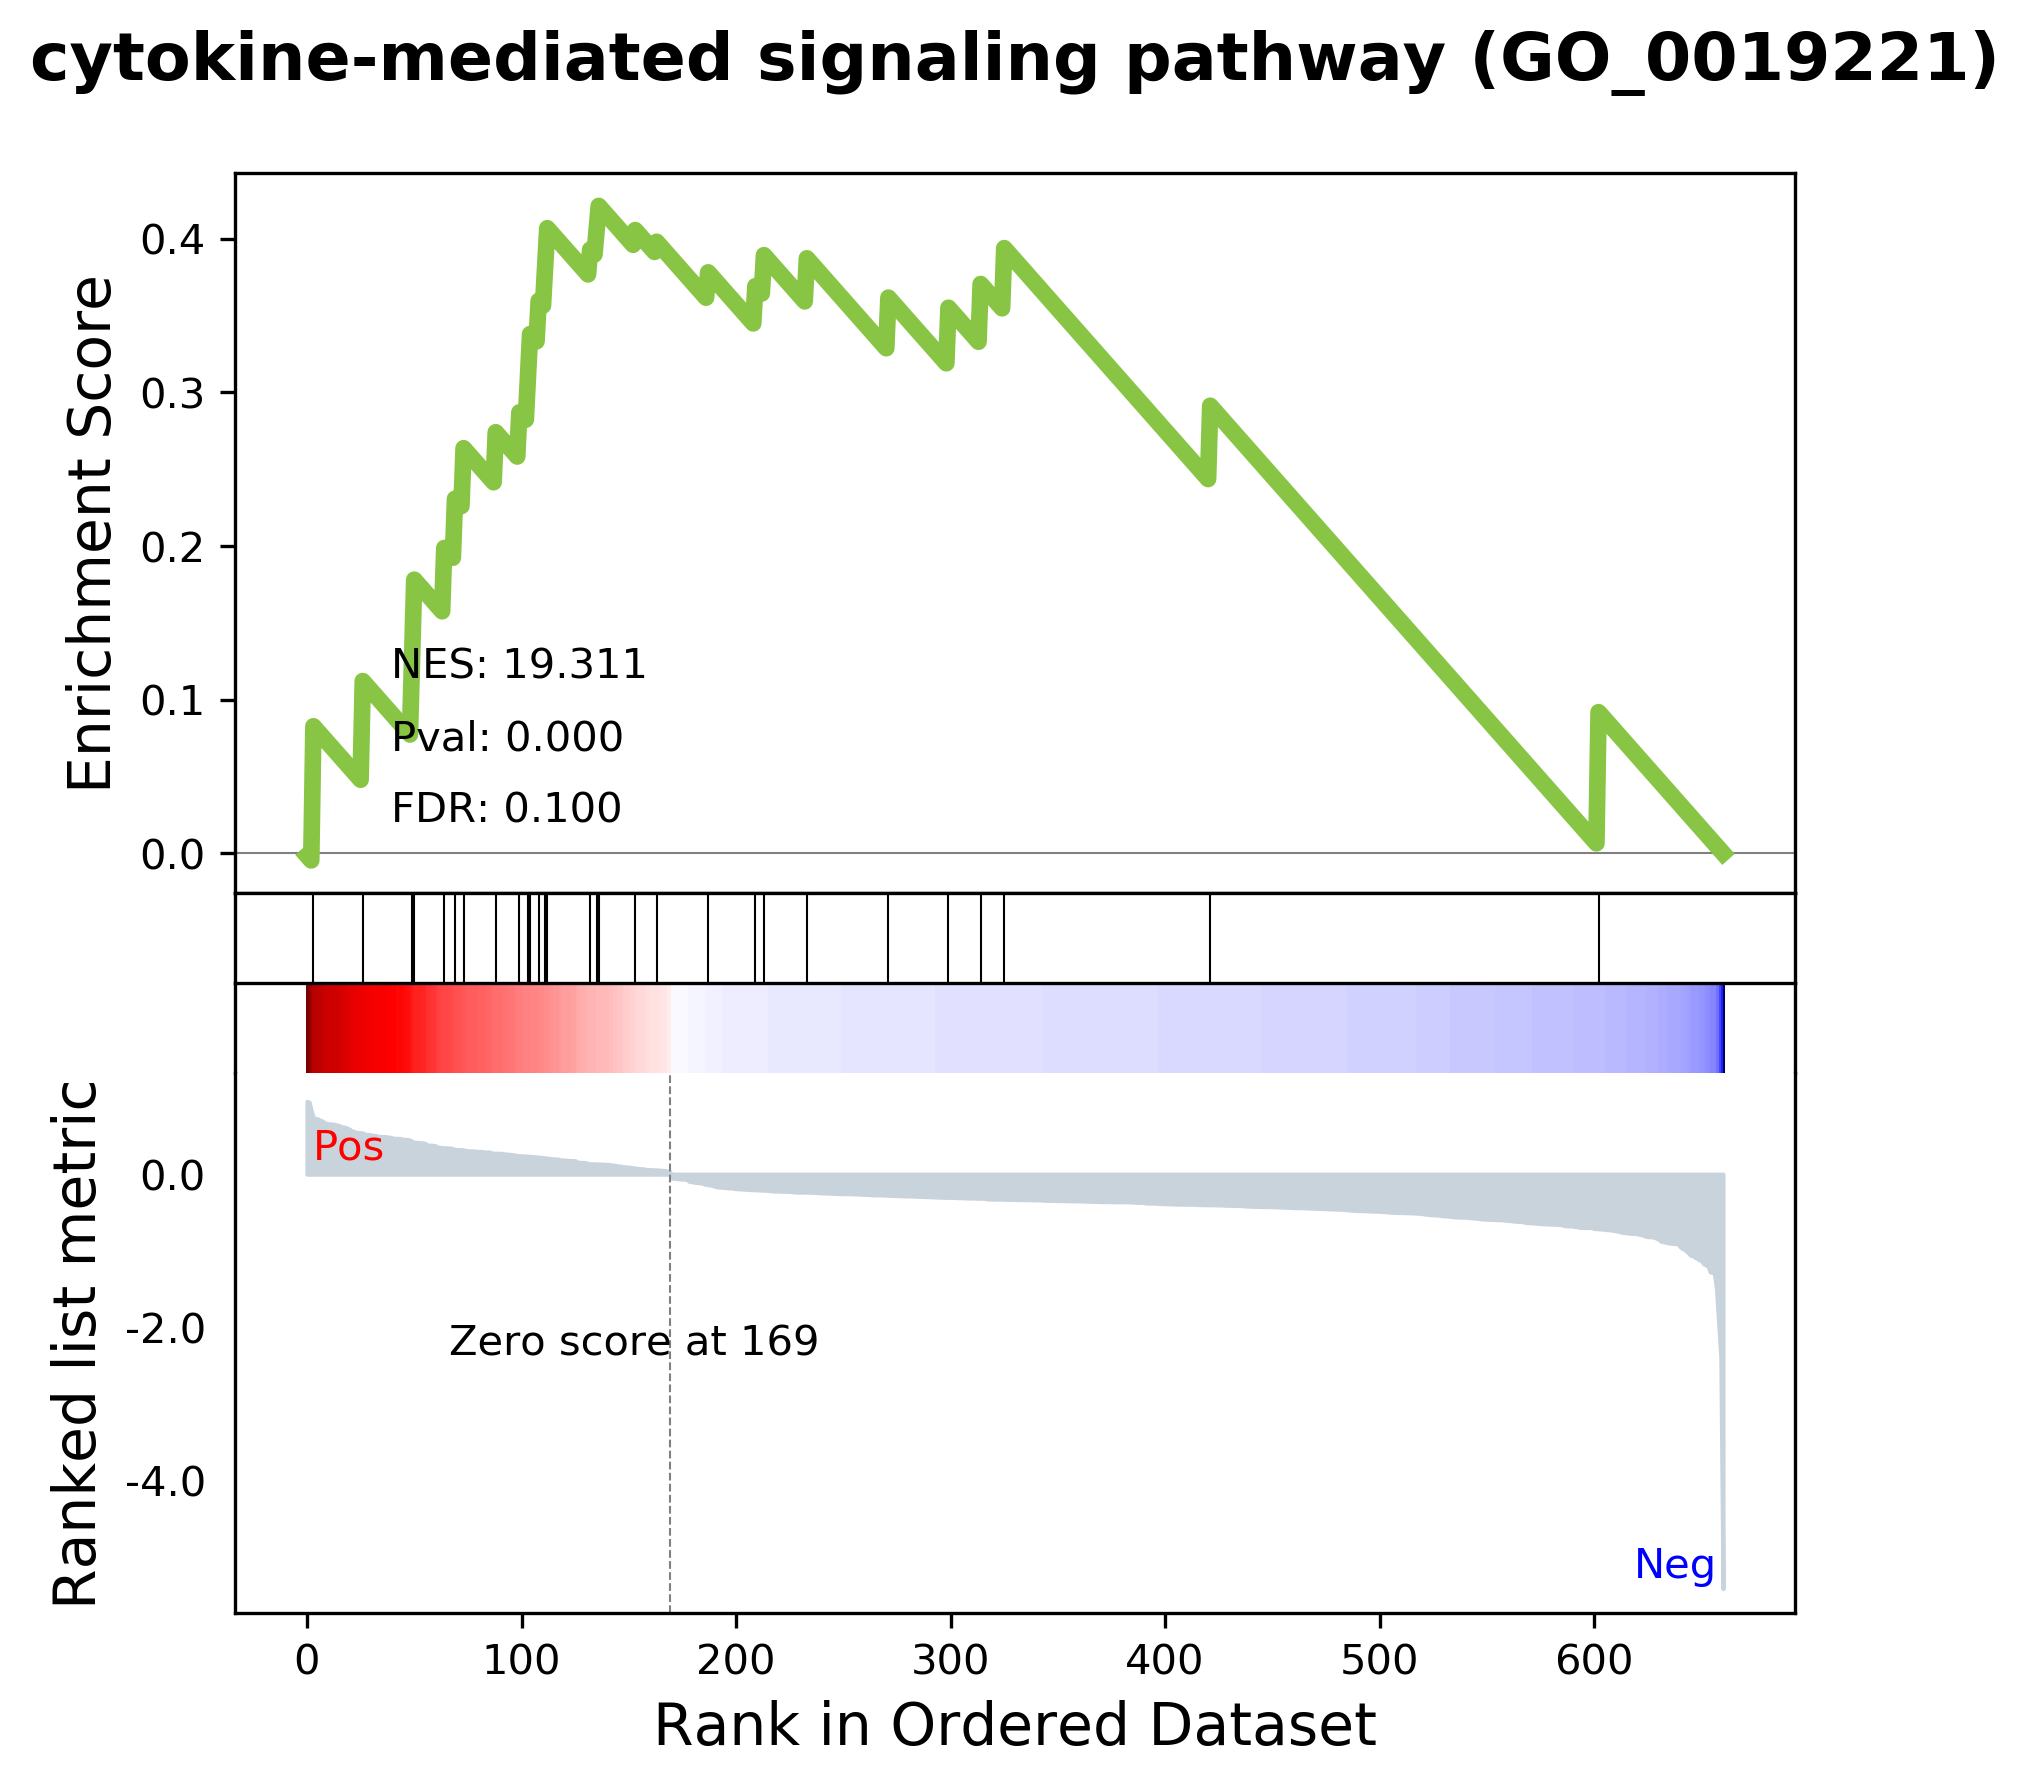 cytokine-mediated signaling pathway (GO_0019221)
Enrichment Score
0.4
0.3
0.2
0.1
0.0
NES: 19.311
Pval: 0.000
FDR: 0.100
Ranked list metric
0.0
-2.0
-4.0
Pos
Zero score at 169
Neg
0 100 200 300 400 500 600
Rank in Ordered Dataset